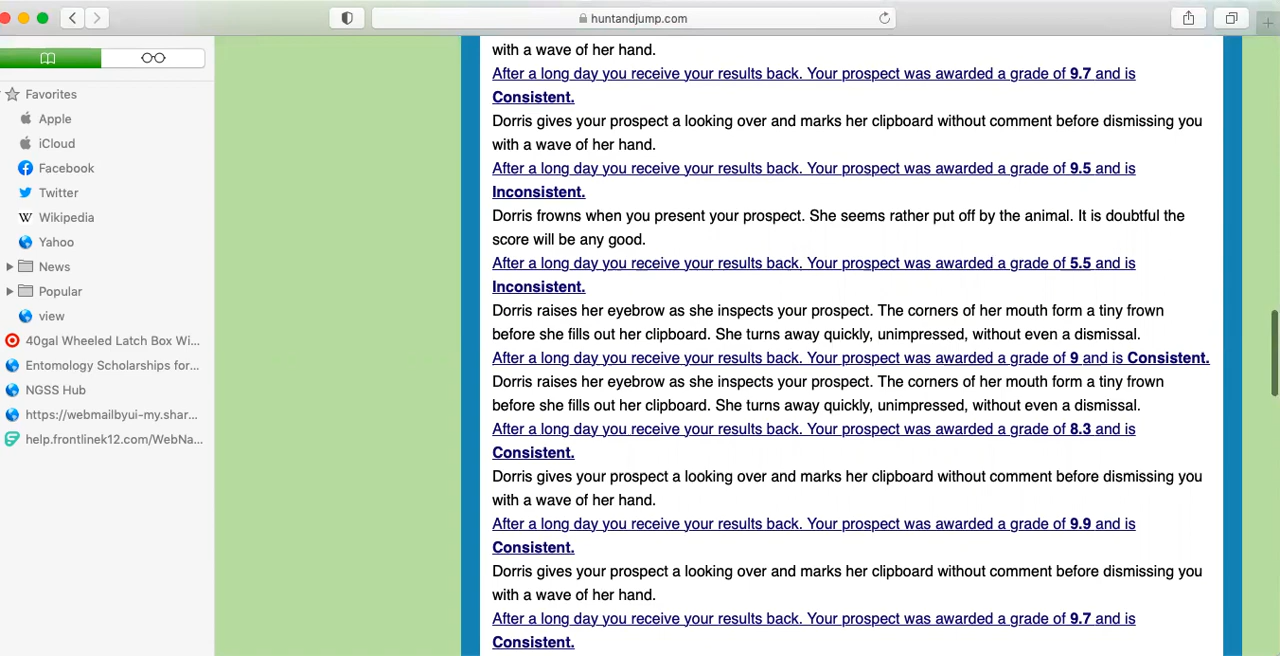 huntandjump.com
Favorites
Apple
iCloud
Facebook
Twitter
Wikipedia
Yahoo
News
Popular
view
40gal Wheeled Latch Box Wi...
Entomology Scholarships for...
NGSS Hub
https://webmailbyui-my.shar...
help.frontlinek12.com/WebNa...
with a wave of her hand.
After a long day you receive your results back. Your prospect was awarded a grade of 9.7 and is
Consistent.
Dorris gives your prospect a looking over and marks her clipboard without comment before dismissing you
with a wave of her hand.
After a long day you receive your results back. Your prospect was awarded a grade of 9.5 and is
Inconsistent.
Dorris frowns when you present your prospect. She seems rather put off by the animal. It is doubtful the
score will be any good.
After a long day you receive your results back. Your prospect was awarded a grade of 5.5 and is
Inconsistent.
Dorris raises her eyebrow as she inspects your prospect. The corners of her mouth form a tiny frown
before she fills out her clipboard. She turns away quickly, unimpressed, without even a dismissal.
After a long day you receive your results back. Your prospect was awarded a grade of 9 and is Consistent.
Dorris raises her eyebrow as she inspects your prospect. The corners of her mouth form a tiny frown
before she fills out her clipboard. She turns away quickly, unimpressed, without even a dismissal.
After a long day you receive your results back. Your prospect was awarded a grade of 8.3 and is
Consistent.
Dorris gives your prospect a looking over and marks her clipboard without comment before dismissing you
with a wave of her hand.
After a long day you receive your results back. Your prospect was awarded a grade of 9.9 and is
Consistent.
Dorris gives your prospect a looking over and marks her clipboard without comment before dismissing you
with a wave of her hand.
After a long day you receive your results back. Your prospect was awarded a grade of 9.7 and is
Consistent.